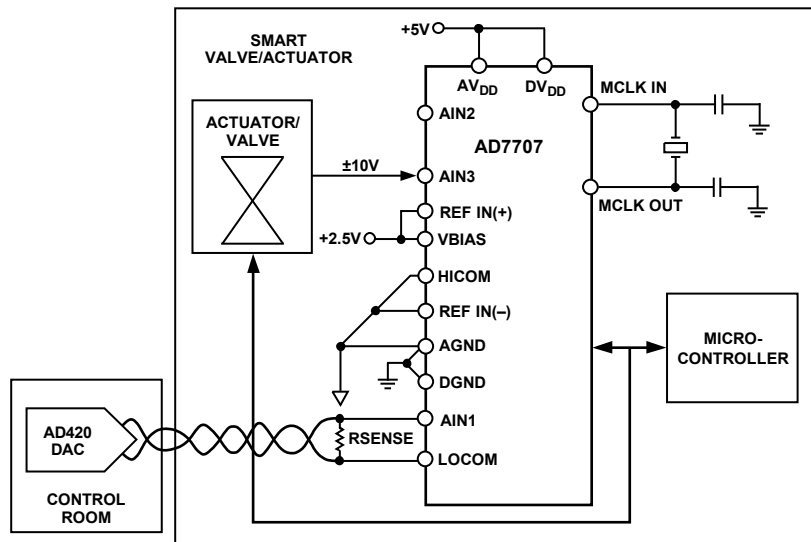 SMART
VALVE/ACTUATOR
+5V
AVDD
DVDD
MCLK IN
AIN2
ACTUATOR/
VALVE
AD7707
±10V
AIN3
REF IN(+)
MCLK OUT
+2.5V
VBIAS
HICOM
REF IN(–)
MICRO-
CONTROLLER
AGND
DGND
AD420
DAC
AIN1
RSENSE
LOCOM
CONTROL
ROOM